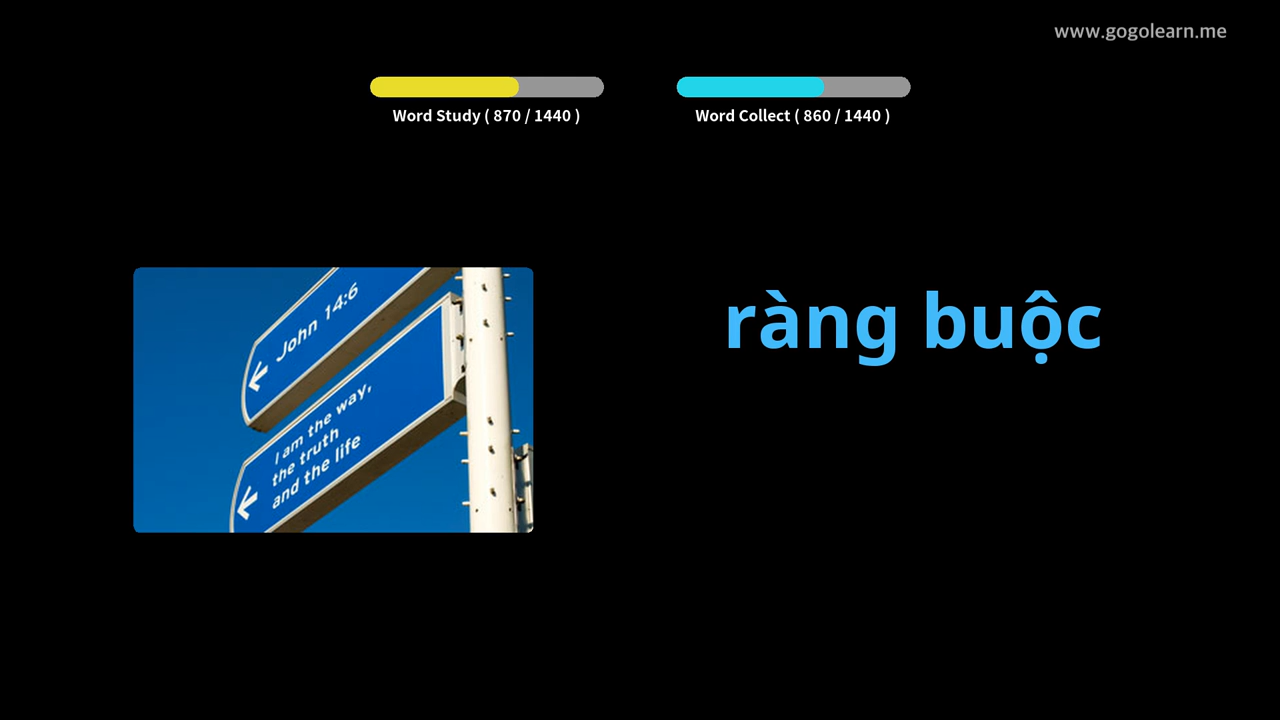 www.gogolearn.me
Word Study ( 870 / 1440 )
Word Collect ( 860 / 1440 )
John 14:6
I am the way,
the truth
and the life
ràng buộc